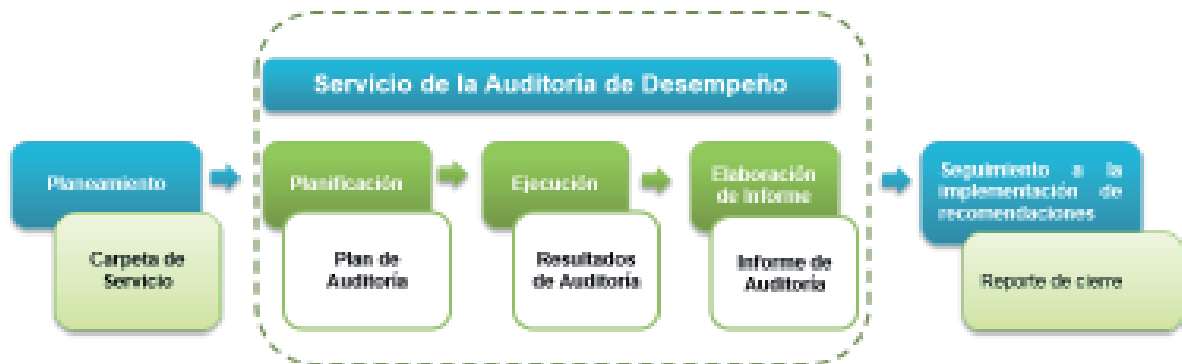 Servicio de la Auditoría de Desempeño
Planeamiento
Carpeta de
Servicio
Planificación
Plan de
Auditoría
Ejecución
Resultados
de Auditoría
Elaboración
de Informe
Informe de
Auditoría
Seguimiento a la
implementación de
recomendaciones
Reporte de cierre